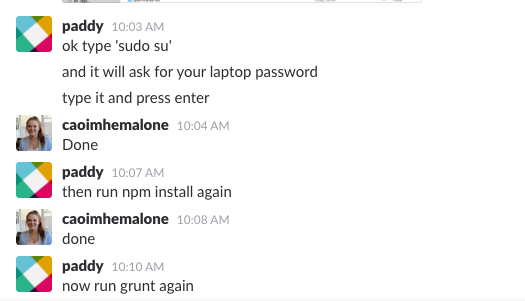 paddy 10:03 AM
ok type 'sudo su'
and it will ask for your laptop password
type it and press enter
caoimhemalone 10:04 AM
Done
paddy 10:07 AM
then run npm install again
caoimhemalone 10:08 AM
done
paddy 10:10 AM
now run grunt again